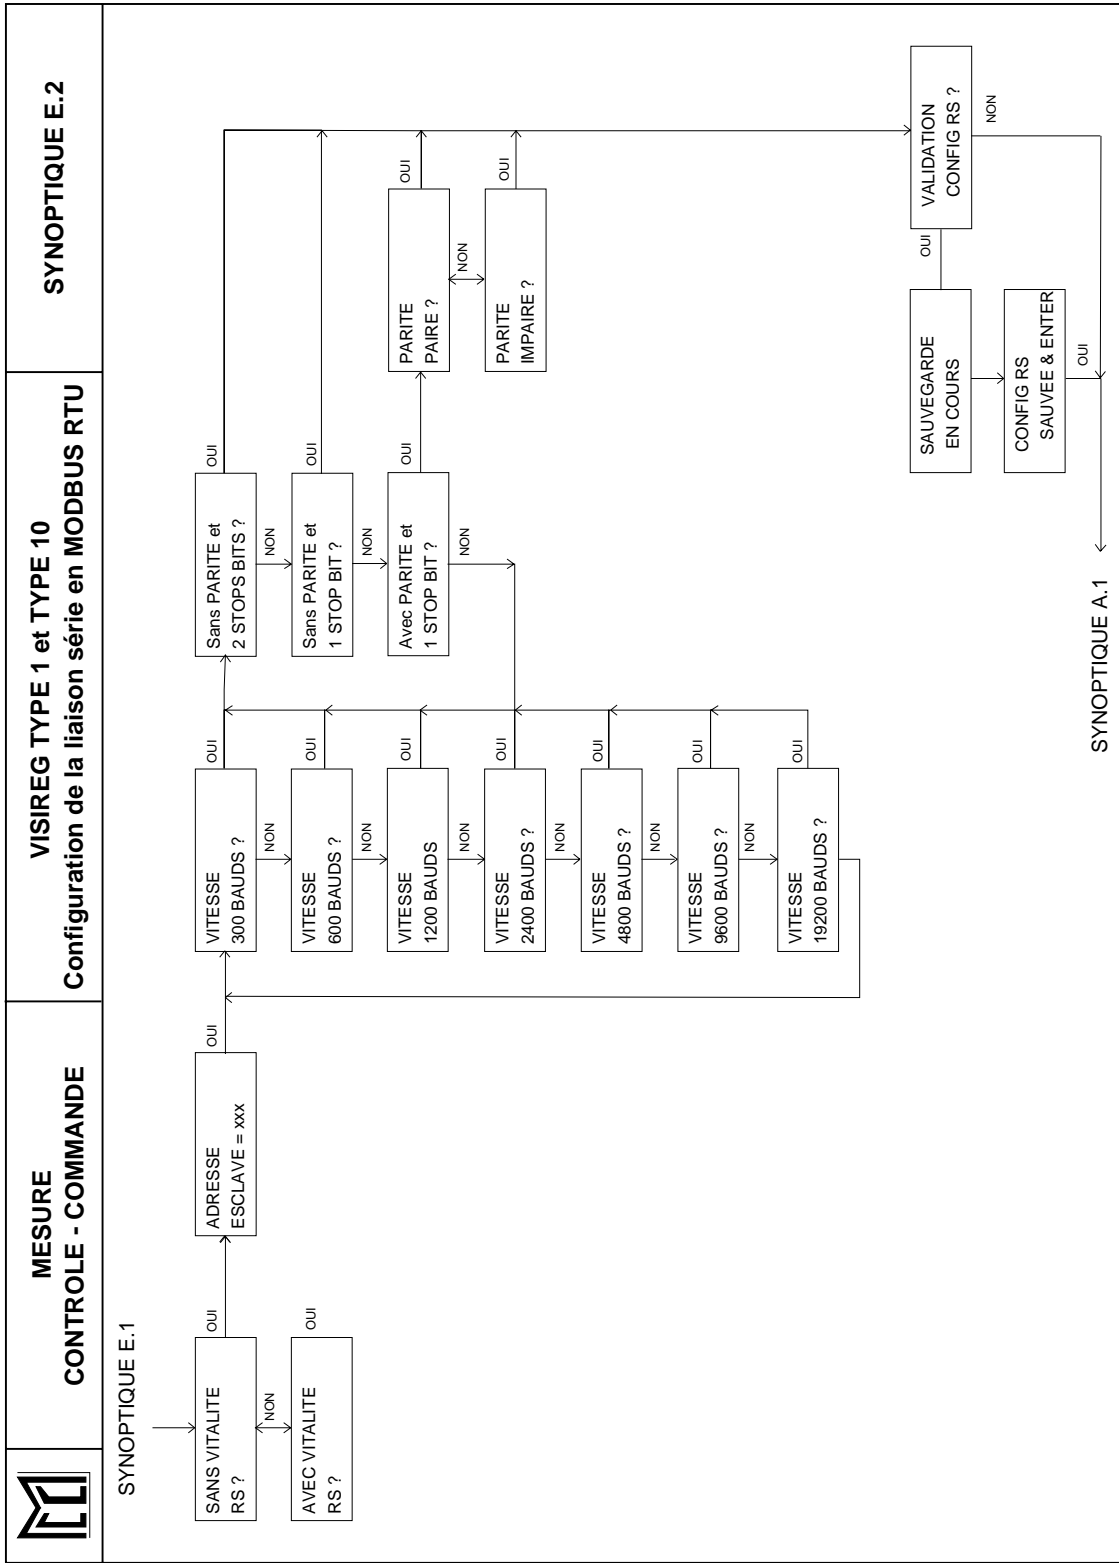 MESURE
CONTROLE - COMMANDE
VISIREG TYPE 1 et TYPE 10
Configuration de la liaison série en MODBUS RTU
SYNOPTIQUE E.2
SYNOPTIQUE E.1
SANS VITALITE
RS ?
OUI
NON
AVEC VITALITE
RS ?
OUI
ADRESSE
ESCLAVE = xxx
OUI
VITESSE
300 BAUDS ?
OUI
NON
VITESSE
600 BAUDS ?
OUI
NON
VITESSE
1200 BAUDS
OUI
NON
VITESSE
2400 BAUDS ?
OUI
NON
VITESSE
4800 BAUDS ?
OUI
NON
VITESSE
9600 BAUDS ?
OUI
NON
VITESSE
19200 BAUDS ?
OUI
Sans PARITE et
2 STOPS BITS ?
OUI
NON
Sans PARITE et
1 STOP BIT ?
OUI
NON
Avec PARITE et
1 STOP BIT ?
OUI
NON
PARITE
PAIRE ?
OUI
NON
PARITE
IMPAIRE ?
OUI
VALIDATION
CONFIG RS ?
OUI
NON
SAUVEGARDE
EN COURS
CONFIG RS
SAUVEE & ENTER
OUI
SYNOPTIQUE A.1